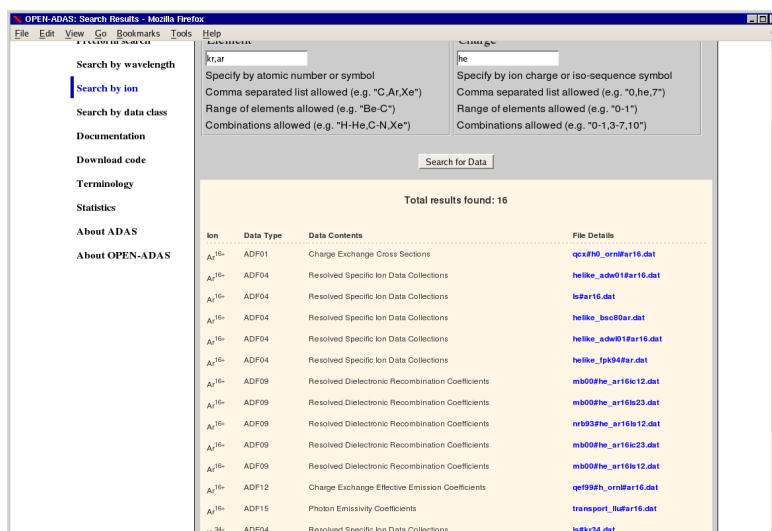 OPEN-ADAS: Search Results - Mozilla Firefox
File Edit View Go Bookmarks Tools Help
Freeform search
Search by wavelength
Search by ion
Search by data class
Documentation
Download code
Terminology
Statistics
About ADAS
About OPEN-ADAS
Element
kr,ar
Specify by atomic number or symbol
Comma separated list allowed (e.g. "C,Ar,Xe")
Range of elements allowed (e.g. "Be-C")
Combinations allowed (e.g. "H-He,C-N,Xe")
Charge
he
Specify by ion charge or iso-sequence symbol
Comma separated list allowed (e.g. "0,he,7")
Range of elements allowed (e.g. "0-1")
Combinations allowed (e.g. "0-1,3-7,10")
Search for Data
Total results found: 16
Ion Data Type Data Contents File Details
Ar16+ ADF01 Charge Exchange Cross Sections qcx#h0_ornl#ar16.dat
Ar16+ ADF04 Resolved Specific Ion Data Collections helike_adw01#ar16.dat
Ar16+ ADF04 Resolved Specific Ion Data Collections ls#ar16.dat
Ar16+ ADF04 Resolved Specific Ion Data Collections helike_bsc80ar.dat
Ar16+ ADF04 Resolved Specific Ion Data Collections helike_adwl01#ar16.dat
Ar16+ ADF04 Resolved Specific Ion Data Collections helike_fpk94#ar.dat
Ar16+ ADF09 Resolved Dielectronic Recombination Coefficients mb00#he_ar16ic12.dat
Ar16+ ADF09 Resolved Dielectronic Recombination Coefficients mb00#he_ar16ls23.dat
Ar16+ ADF09 Resolved Dielectronic Recombination Coefficients nrb93#he_ar16ls12.dat
Ar16+ ADF09 Resolved Dielectronic Recombination Coefficients mb00#he_ar16ic23.dat
Ar16+ ADF09 Resolved Dielectronic Recombination Coefficients mb00#he_ar16ls12.dat
Ar16+ ADF12 Charge Exchange Effective Emission Coefficients qef99#h_ornl#ar16.dat
Ar16+ ADF15 Photon Emissivity Coefficients transport_llu#ar16.dat
ADF04 Resolved Specific Ion Data Collections ls#kr34.dat